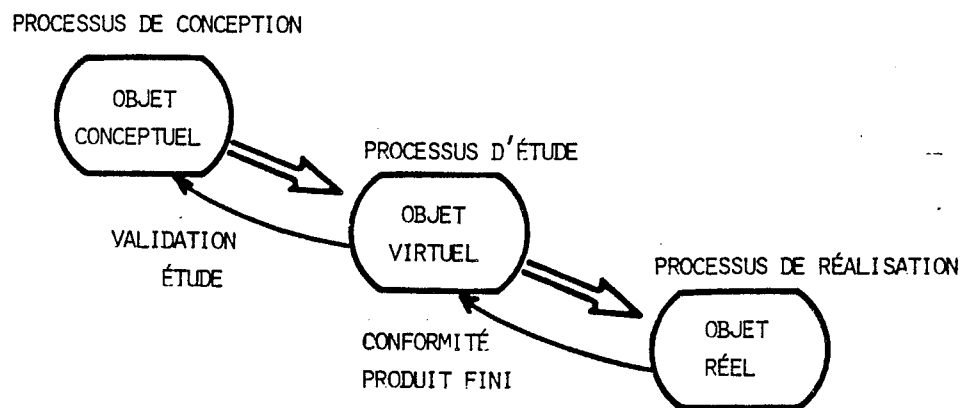 PROCESSUS DE CONCEPTION
OBJET
CONCEPTUEL
PROCESSUS D'ÉTUDE
OBJET
VIRTUEL
VALIDATION
ÉTUDE
PROCESSUS DE RÉALISATION
OBJET
RÉEL
CONFORMITÉ
PRODUIT FINI